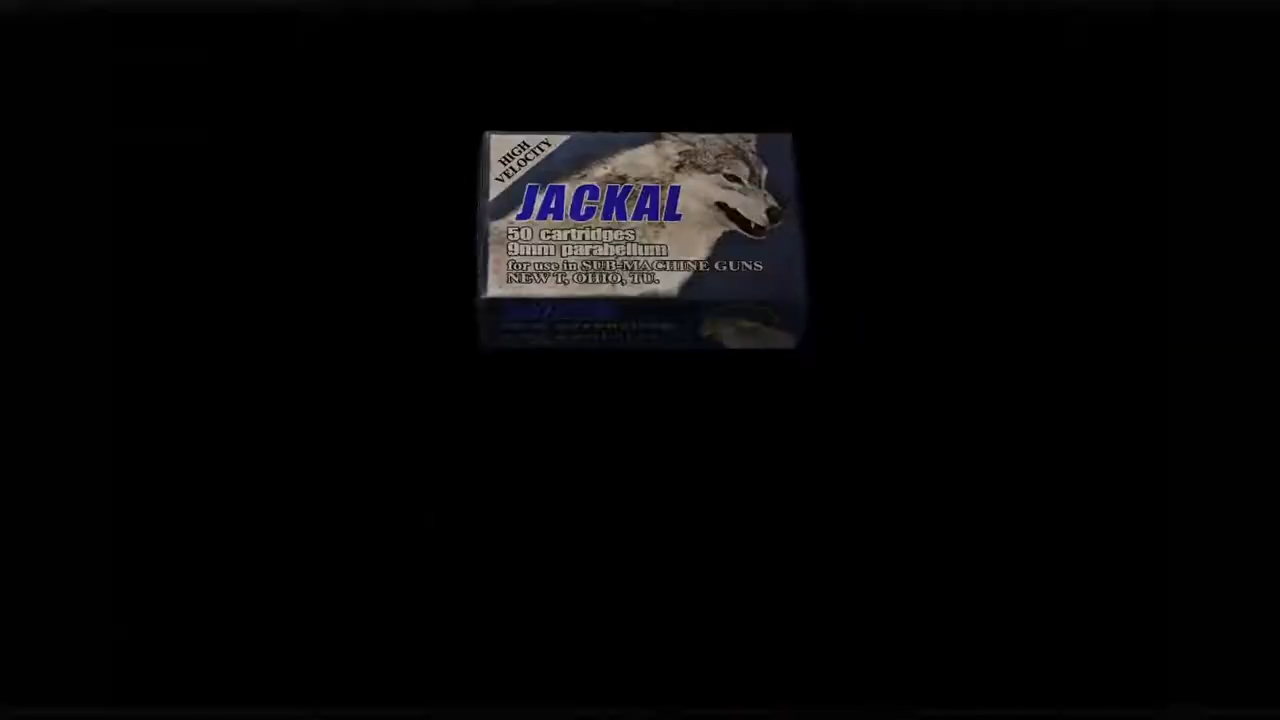 HIGH
VELOCITY
JACKAL
50 cartridges
9mm parabellum
for use in SUB-MACHINE GUNS
NEW T, OHIO, TU.